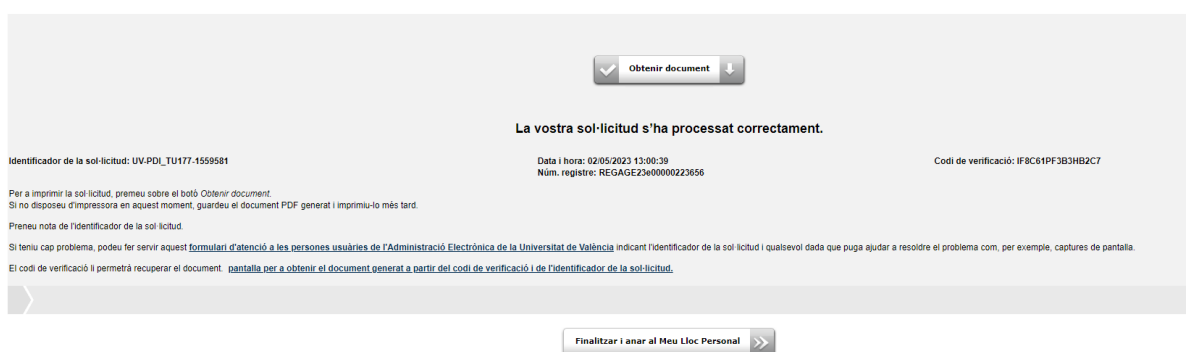 Obtenir document
La vostra sol·licitud s'ha processat correctament.
Identificador de la sol·licitud: UV-PDI_TU177-1559581
Data i hora: 02/05/2023 13:00:39
Núm. registre: REGAGE23e00000223656
Codi de verificació: IF8C61PF3B3HB2C7
Per a imprimir la sol·licitud, premeu sobre el botó Obtenir document.
Si no disposeu d'impressora en aquest moment, guardeu el document PDF generat i imprimiu-lo més tard.
Preneu nota de l'identificador de la sol·licitud.
Si teniu cap problema, podeu fer servir aquest formulari d'atenció a les persones usuàries de l'Administració Electrónica de la Universitat de València indicant l'identificador de la sol·licitud i qualsevol dada que puga ajudar a resoldre el problema com, per exemple, captures de pantalla.
El codi de verificació li permetrà recuperar el document. pantalla per a obtenir el document generat a partir del codi de verificació i de l'identificador de la sol·licitud.
Finalitzar i anar al Meu Lloc Personal